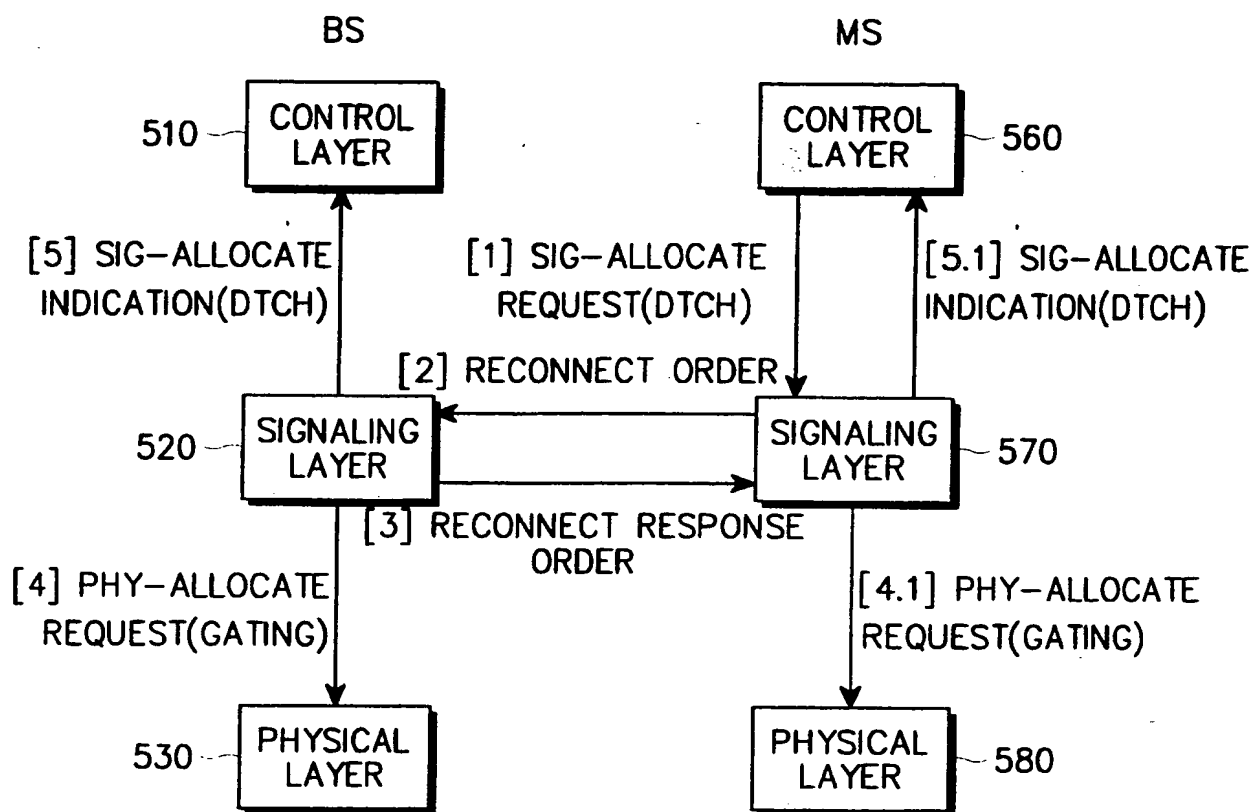 BS
MS
CONTROL
LAYER
510
CONTROL
LAYER
560
[5] SIG-ALLOCATE
INDICATION(DTCH)
[1] SIG-ALLOCATE
REQUEST(DTCH)
[5.1] SIG-ALLOCATE
INDICATION(DTCH)
[2] RECONNECT ORDER
520
SIGNALING
LAYER
SIGNALING
LAYER
570
[3] RECONNECT RESPONSE
ORDER
[4] PHY-ALLOCATE
REQUEST(GATING)
[4.1] PHY-ALLOCATE
REQUEST(GATING)
530
PHYSICAL
LAYER
PHYSICAL
LAYER
580